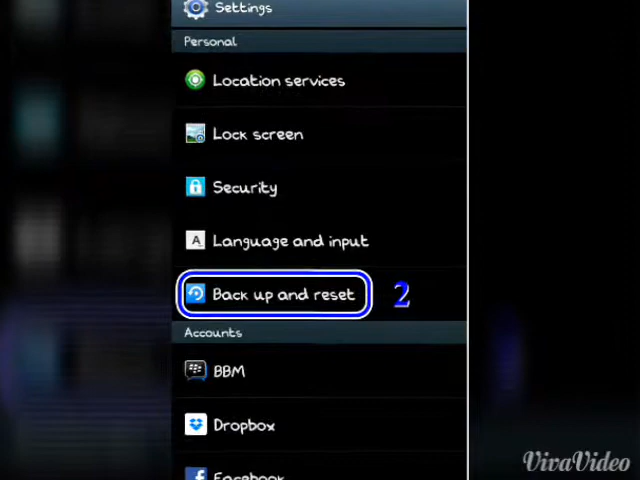 Settings
Personal
Location services
Lock screen
Security
A Language and input
Back up and reset 2
Accounts
BBM
Dropbox
Facebook
VivaVideo